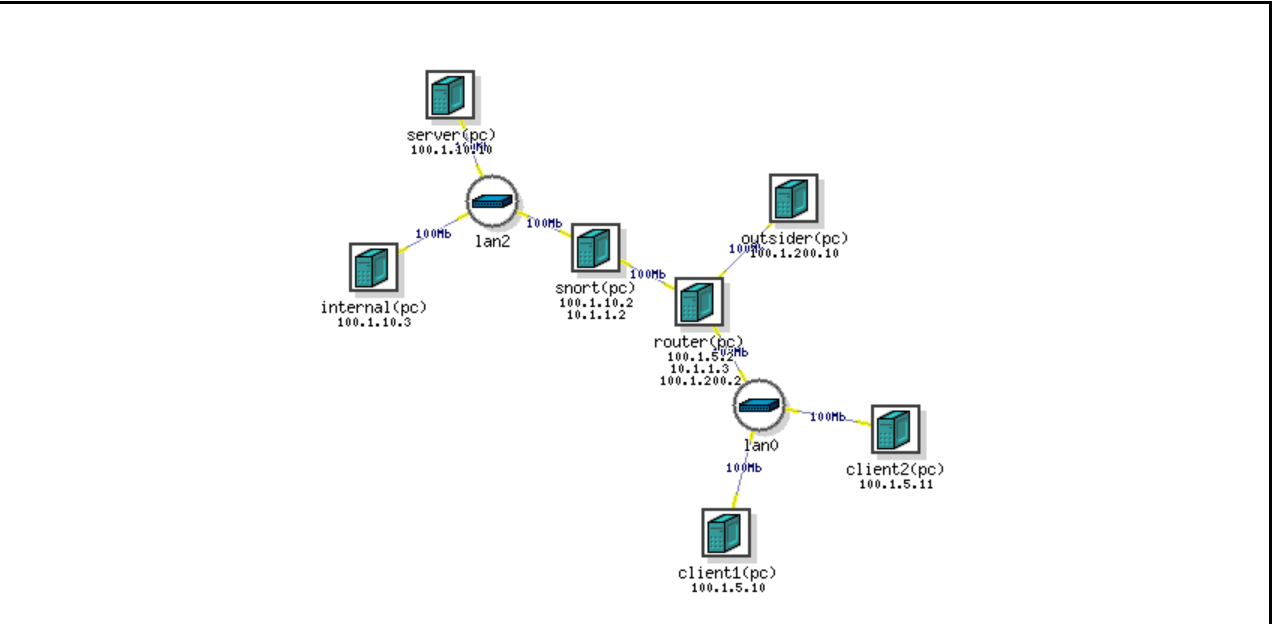 server(pc)
100.1.10.10
100Mb
lan2
100Mb
100Mb
internal(pc)
100.1.10.3
snort(pc)
100.1.10.2
10.1.1.2
100Mb
outsider(pc)
100.1.200.10
100Mb
router(pc)
100.1.5.2
10.1.1.3
100.1.200.2
100Mb
lan0
100Mb
client2(pc)
100.1.5.11
100Mb
client1(pc)
100.1.5.10